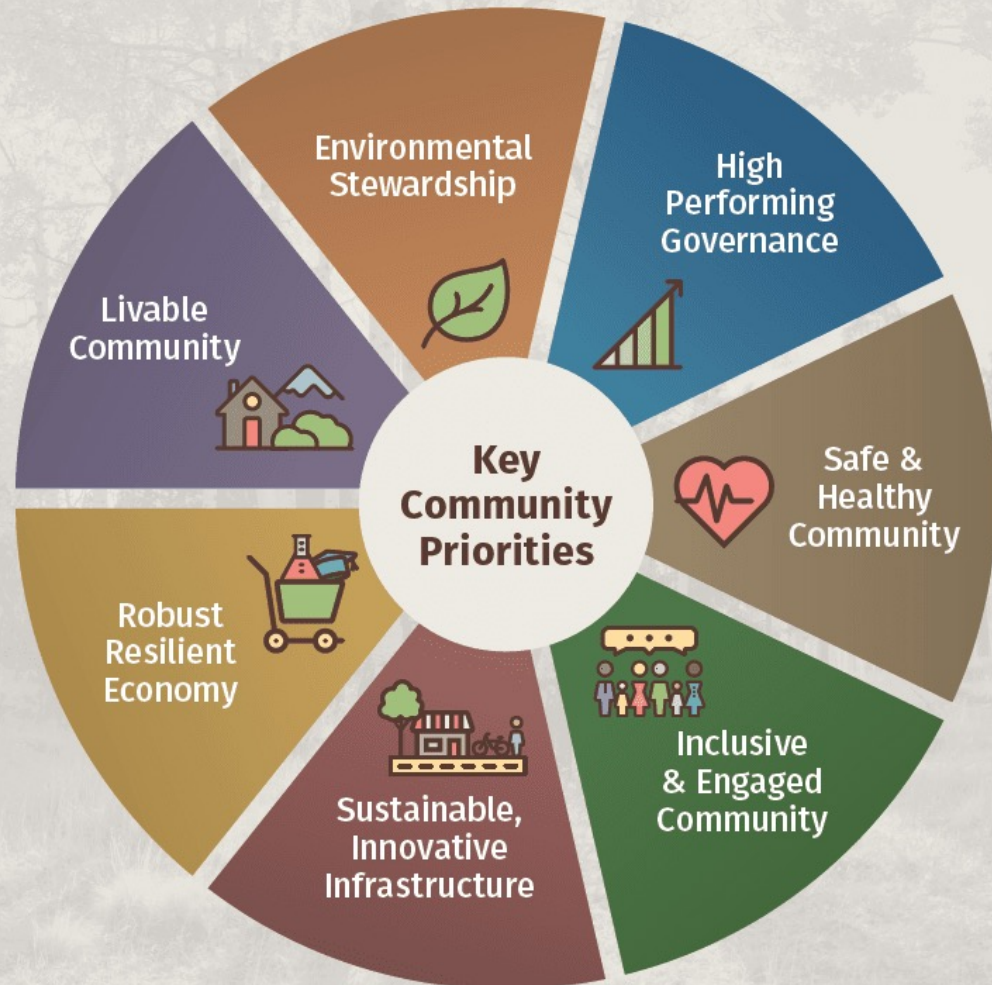 Environmental
Stewardship
High
Performing
Governance
Livable
Community
Safe &
Healthy
Community
Key
Community
Priorities
Robust
Resilient
Economy
Inclusive
& Engaged
Community
Sustainable,
Innovative
Infrastructure